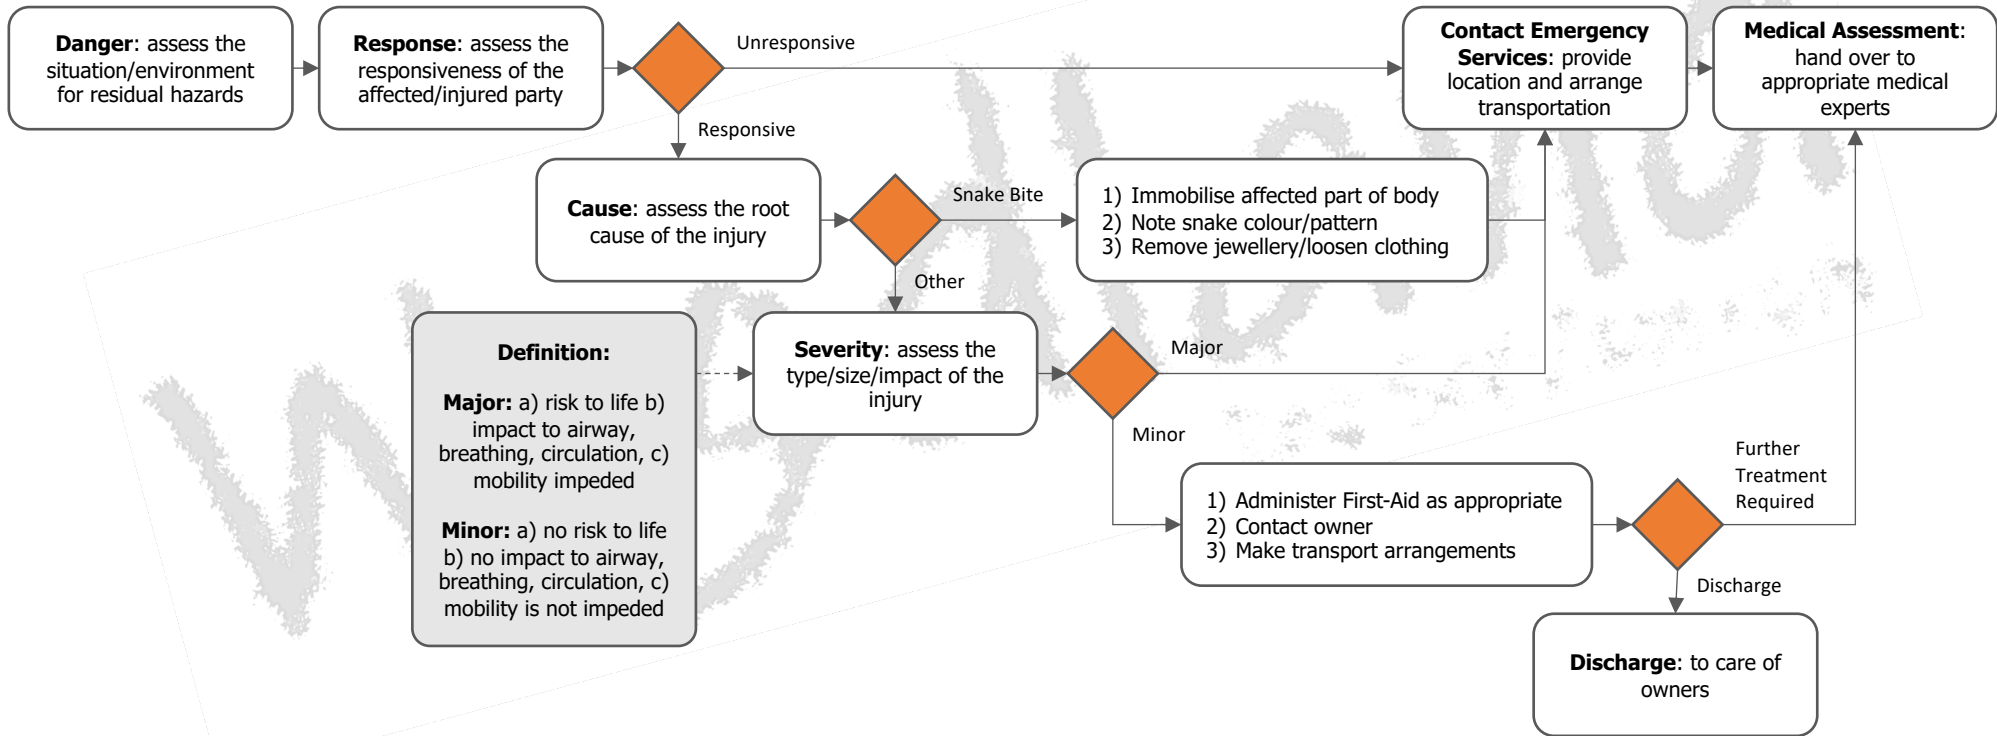 Danger: assess the
situation/environment
for residual hazards
Response: assess the
responsiveness of the
affected/injured party
Unresponsive
Contact Emergency
Services: provide
location and arrange
transportation
Medical Assessment:
hand over to
appropriate medical
experts
Responsive
Cause: assess the root
cause of the injury
Snake Bite
1) Immobilise affected part of body
2) Note snake colour/pattern
3) Remove jewellery/loosen clothing
Other
Definition:
Major: a) risk to life b)
impact to airway,
breathing, circulation, c)
mobility impeded
Minor: a) no risk to life
b) no impact to airway,
breathing, circulation, c)
mobility is not impeded
Severity: assess the
type/size/impact of the
injury
Major
Minor
1) Administer First-Aid as appropriate
2) Contact owner
3) Make transport arrangements
Further
Treatment
Required
Discharge
Discharge: to care of
owners